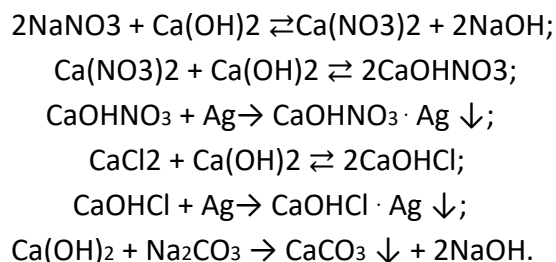 2NaNO3 + Ca(OH)2 ⇄Ca(NO3)2 + 2NaOH;
Ca(NO3)2 + Ca(OH)2 ⇄ 2CaOHNO3;
CaOHNO₃ + Ag→ CaOHNO₃ · Ag ↓;
CaCl2 + Ca(OH)2 ⇄ 2CaOHCl;
CaOHCl + Ag→ CaOHCl · Ag ↓;
Ca(OH)₂ + Na₂CO₃ → CaCO₃ ↓ + 2NaOH.